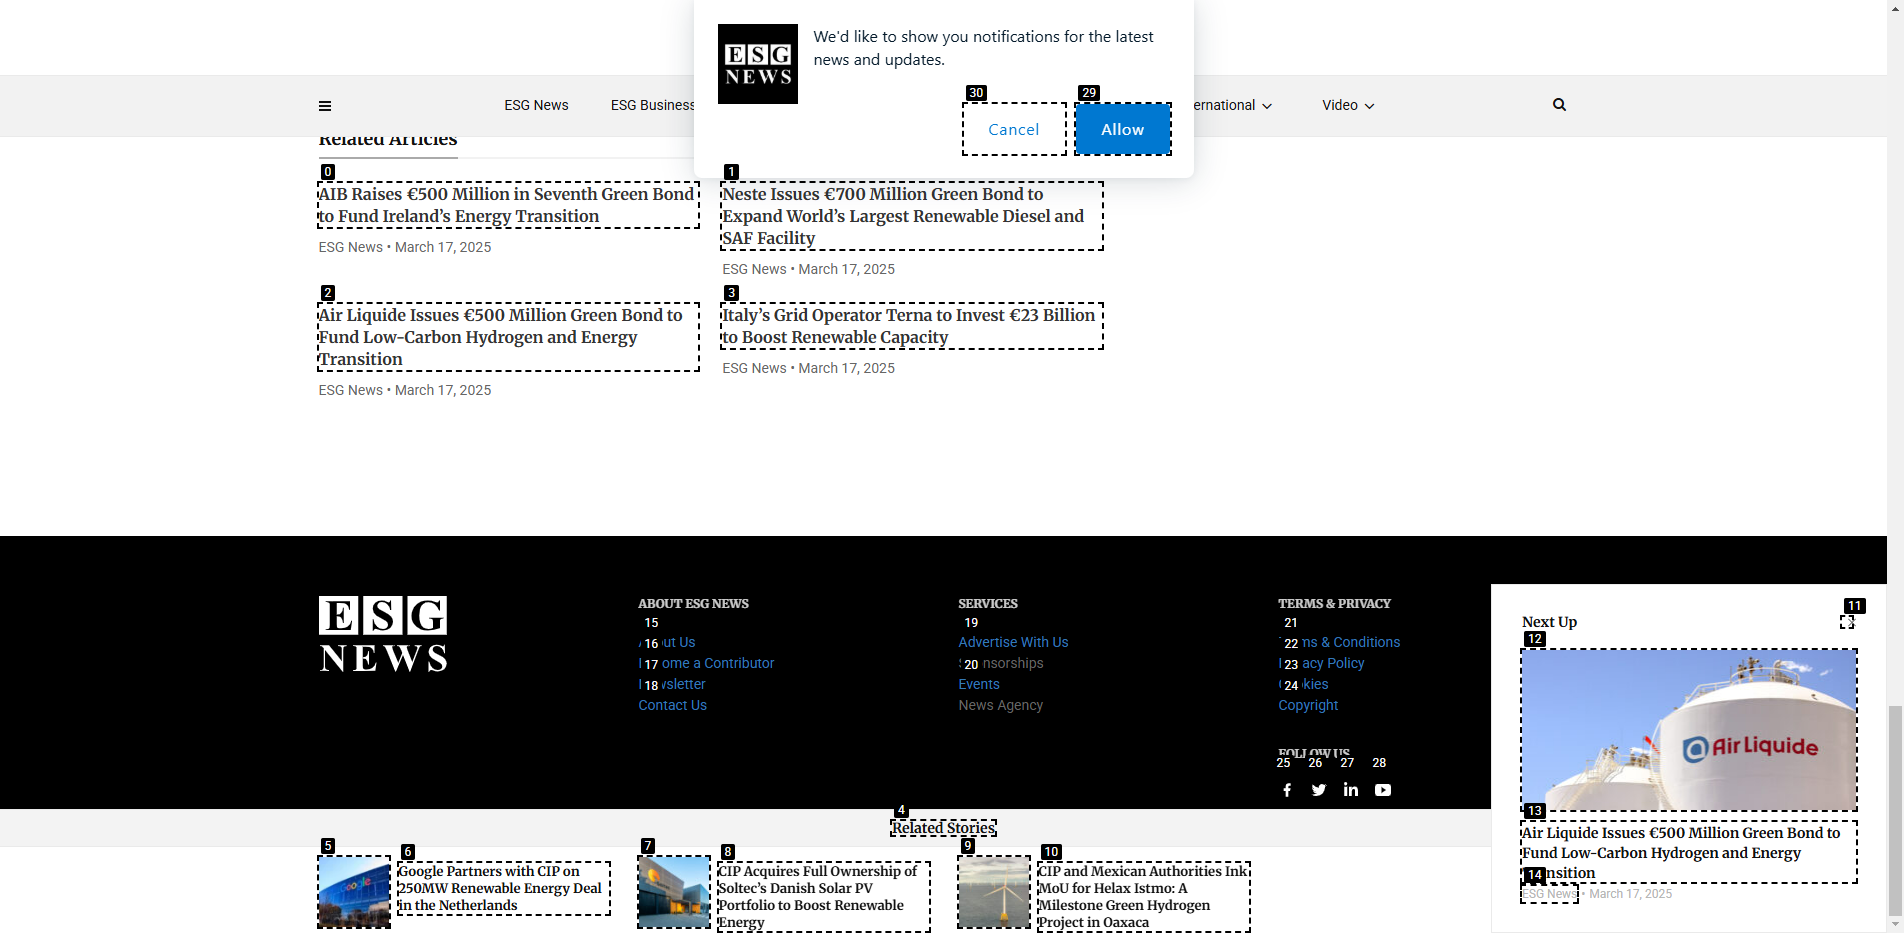 ESG
NEWS
We'd like to show you notifications for the latest
news and updates.
30
29
Cancel
Allow
ESG News
ESG Business
ernational
Video
Related Articles
0
AIB Raises €500 Million in Seventh Green Bond
to Fund Ireland's Energy Transition
ESG News • March 17, 2025
1
Neste Issues €700 Million Green Bond to
Expand World's Largest Renewable Diesel and
SAF Facility
ESG News • March 17, 2025
2
Air Liquide Issues €500 Million Green Bond to
Fund Low-Carbon Hydrogen and Energy
Transition
ESG News • March 17, 2025
3
Italy's Grid Operator Terna to Invest €23 Billion
to Boost Renewable Capacity
ESG News • March 17, 2025
ESG
NEWS
ABOUT ESG NEWS
15
16 ut Us
17 ome a Contributor
18 wsletter
Contact Us
SERVICES
19
Advertise With Us
20 nsorships
Events
News Agency
TERMS & PRIVACY
21
22 ms & Conditions
23 acy Policy
24 kies
Copyright
FOLLOW US
25 26 27 28
Next Up
11
12
Air Liquide
13
Air Liquide Issues €500 Million Green Bond to
Fund Low-Carbon Hydrogen and Energy
14 nsition
ESG News • March 17, 2025
4
Related Stories
5
6
Google
Google Partners with CIP on
250MW Renewable Energy Deal
in the Netherlands
7
8
CIP Acquires Full Ownership of
Soltec's Danish Solar PV
Portfolio to Boost Renewable
Energy
9
10
CIP and Mexican Authorities Ink
MoU for Helax Istmo: A
Milestone Green Hydrogen
Project in Oaxaca